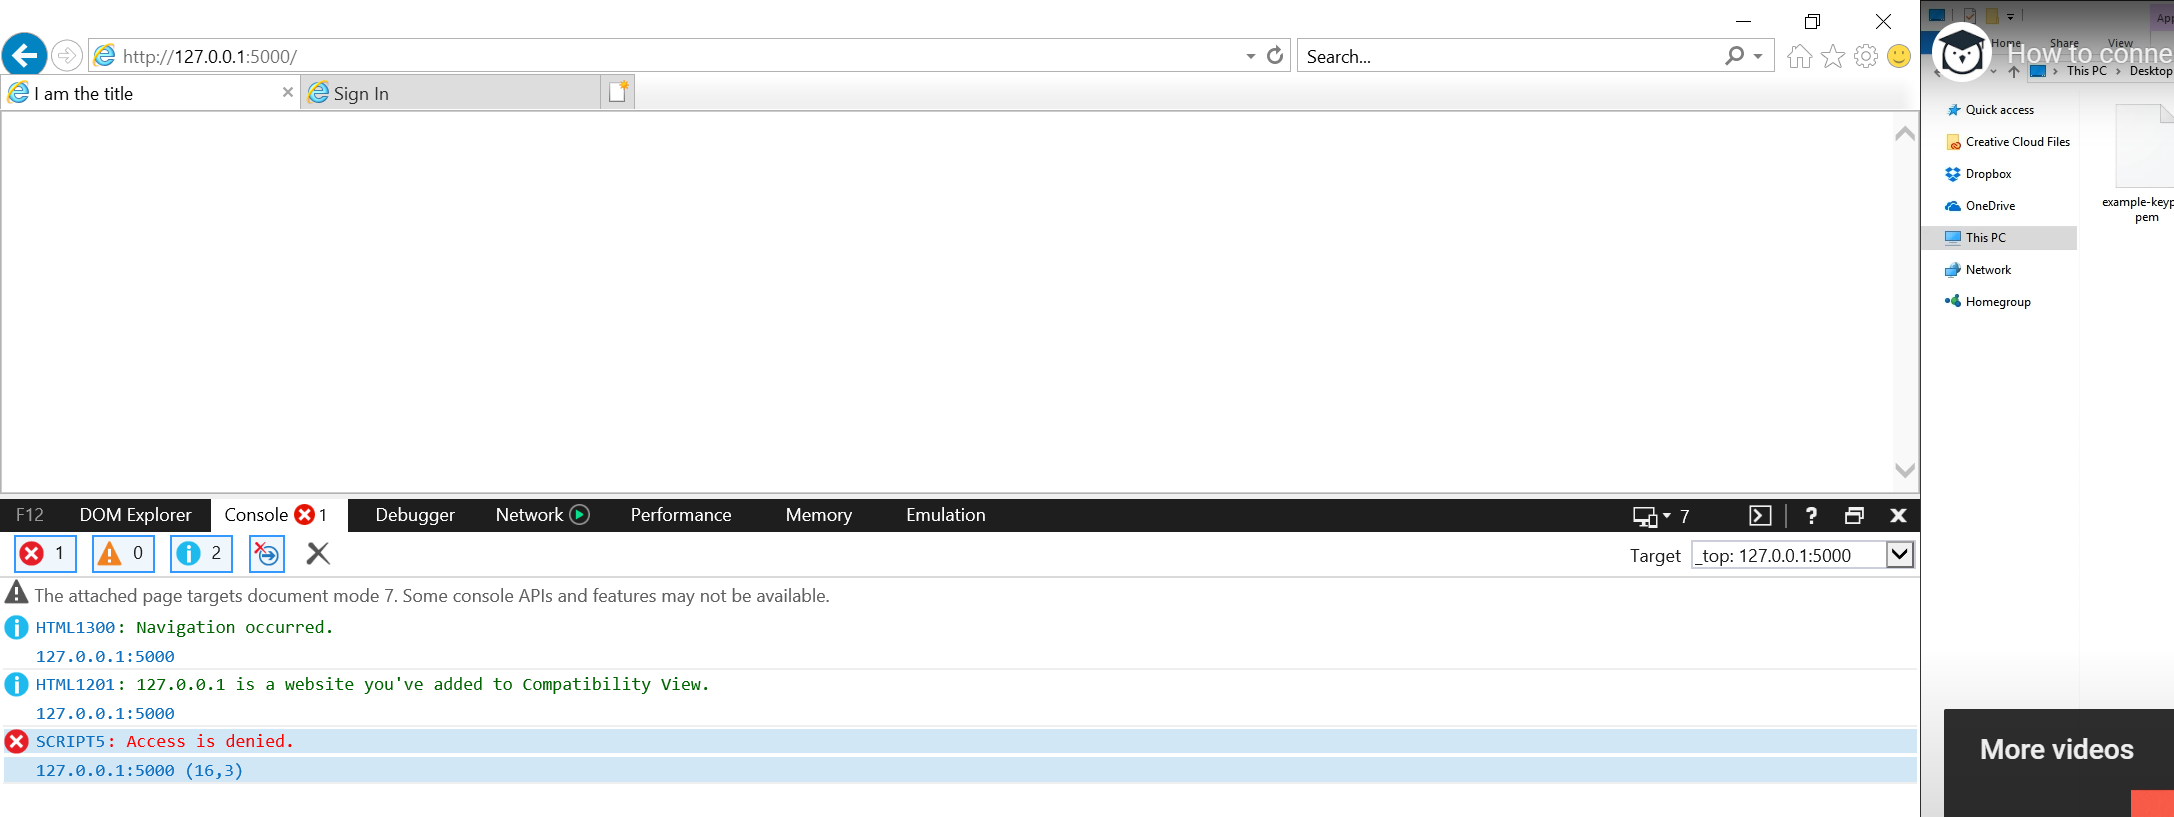 http://127.0.0.1:5000/
Search...
I am the title
Sign In
F12 DOM Explorer Console 1 Debugger Network Performance Memory Emulation 7 ?
1 0 2
Target _top: 127.0.0.1:5000
The attached page targets document mode 7. Some console APIs and features may not be available.
HTML1300: Navigation occurred.
127.0.0.1:5000
HTML1201: 127.0.0.1 is a website you've added to Compatibility View.
127.0.0.1:5000
SCRIPT5: Access is denied.
127.0.0.1:5000 (16,3)
Home Share View
How to conne
This PC Desktop
Quick access
Creative Cloud Files
Dropbox
OneDrive
This PC
Network
Homegroup
example-keyp
pem
More videos